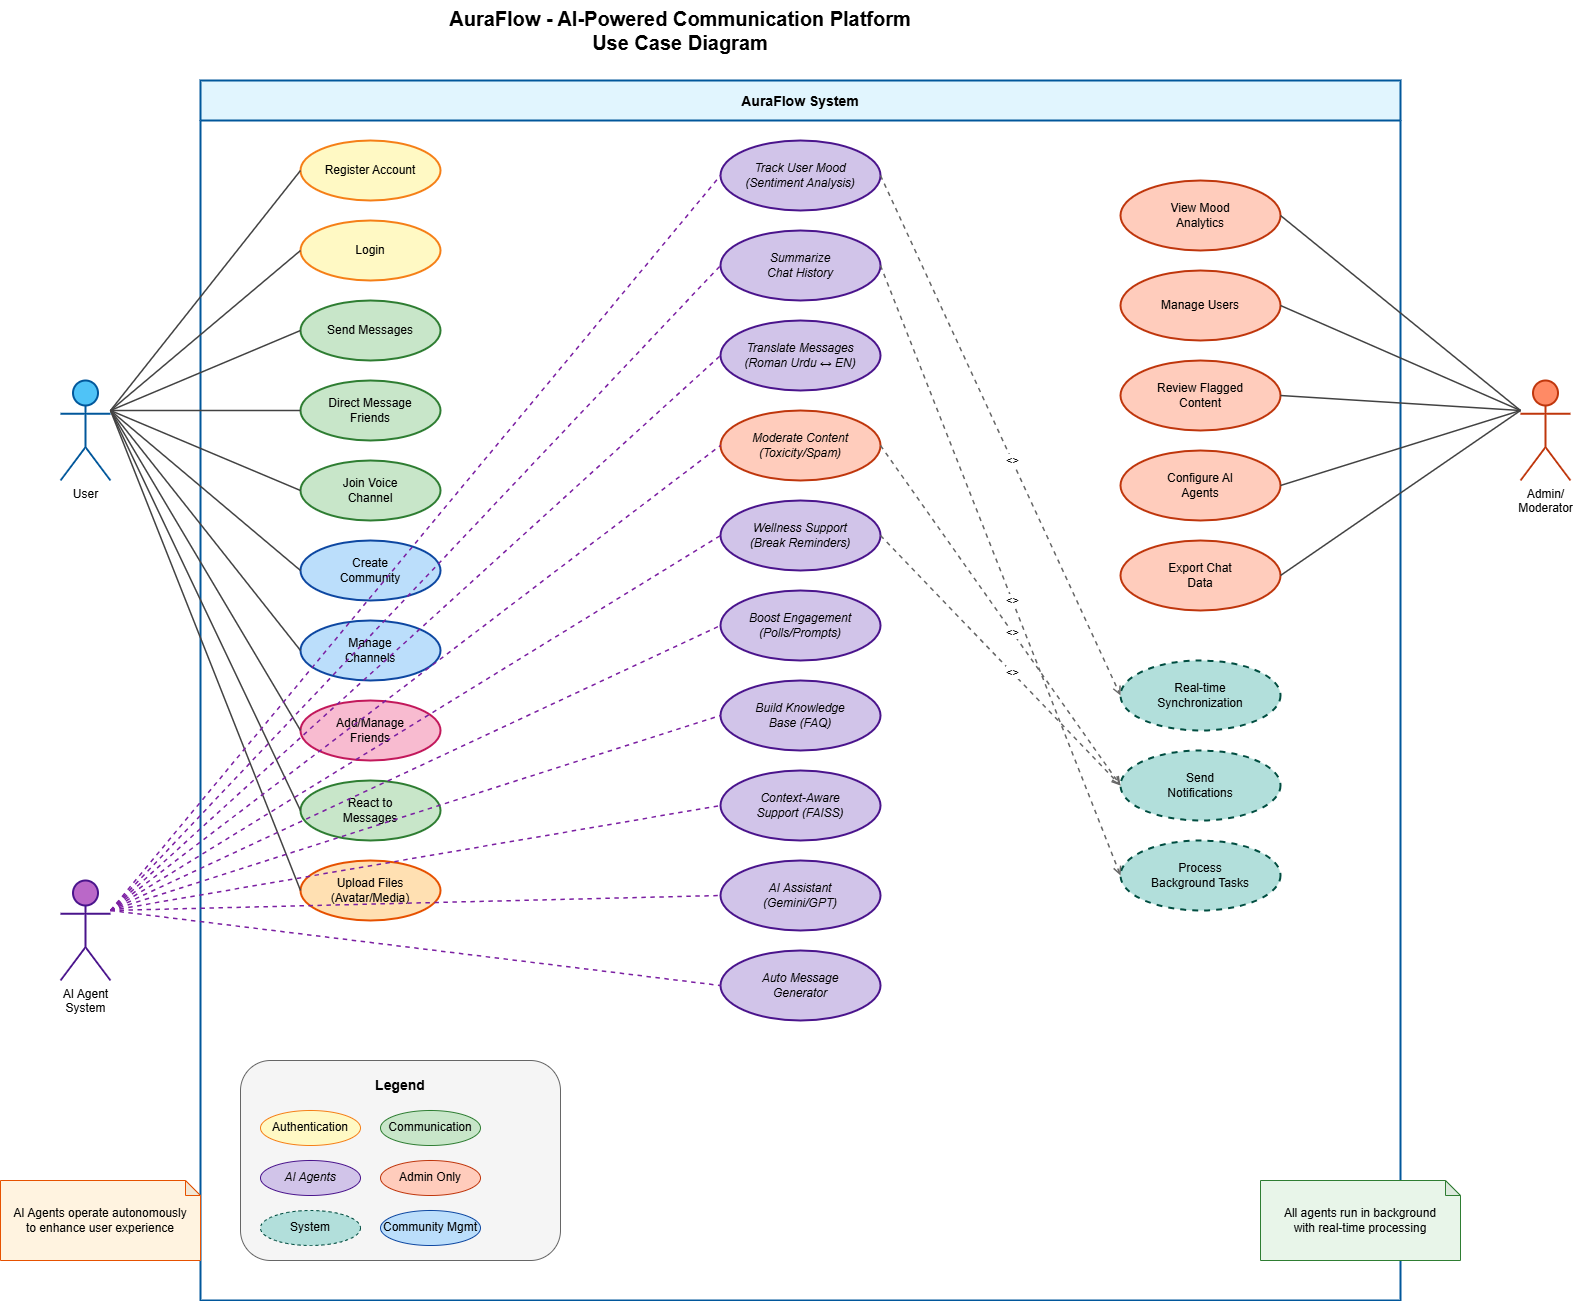 AuraFlow - AI-Powered Communication Platform
Use Case Diagram
AuraFlow System
Register Account
Login
Send Messages
Direct Message
Friends
Join Voice
Channel
Create
Community
Manage
Channels
Add/Manage
Friends
React to
Messages
Upload Files
(Avatar/Media)
Track User Mood
(Sentiment Analysis)
Summarize
Chat History
Translate Messages
(Roman Urdu ↔ EN)
Moderate Content
(Toxicity/Spam)
Wellness Support
(Break Reminders)
Boost Engagement
(Polls/Prompts)
Build Knowledge
Base (FAQ)
Context-Aware
Support (FAISS)
AI Assistant
(Gemini/GPT)
Auto Message
Generator
<>
<>
<>
<>
View Mood
Analytics
Manage Users
Review Flagged
Content
Configure AI
Agents
Export Chat
Data
Real-time
Synchronization
Send
Notifications
Process
Background Tasks
User
AI Agent
System
Admin/
Moderator
Legend
Authentication
Communication
AI Agents
Admin Only
System
Community Mgmt
AI Agents operate autonomously
to enhance user experience
All agents run in background
with real-time processing